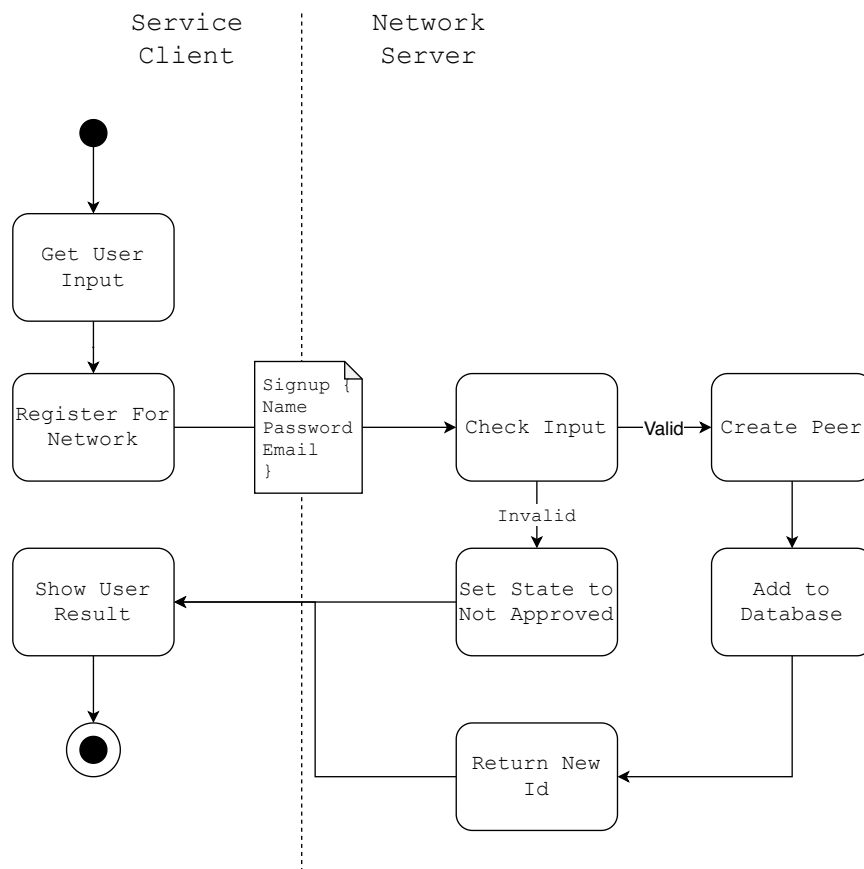 Service
Client
Network
Server
Get User
Input
Register For
Network
Signup {
Name
Password
Email
}
Check Input
Valid
Create Peer
Invalid
Show User
Result
Set State to
Not Approved
Add to
Database
Return New
Id